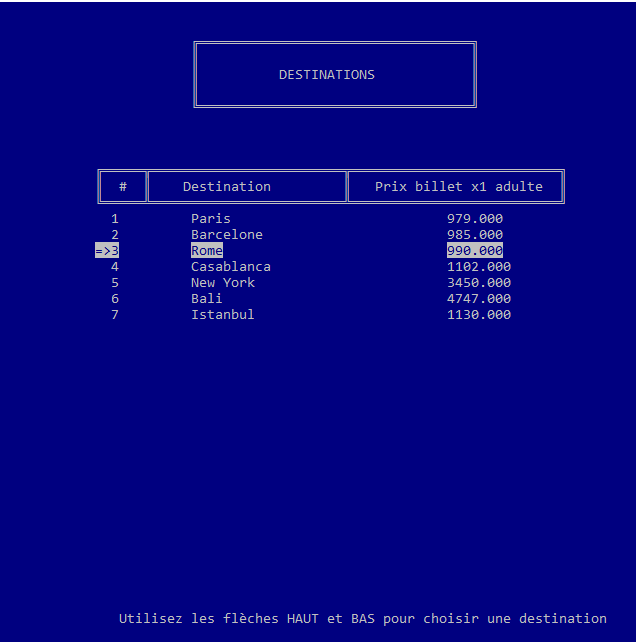 DESTINATIONS
# Destination Prix billet x1 adulte
1 Paris 979.000
2 Barcelone 985.000
=>3 Rome 990.000
4 Casablanca 1102.000
5 New York 3450.000
6 Bali 4747.000
7 Istanbul 1130.000
Utilisez les flèches HAUT et BAS pour choisir une destination